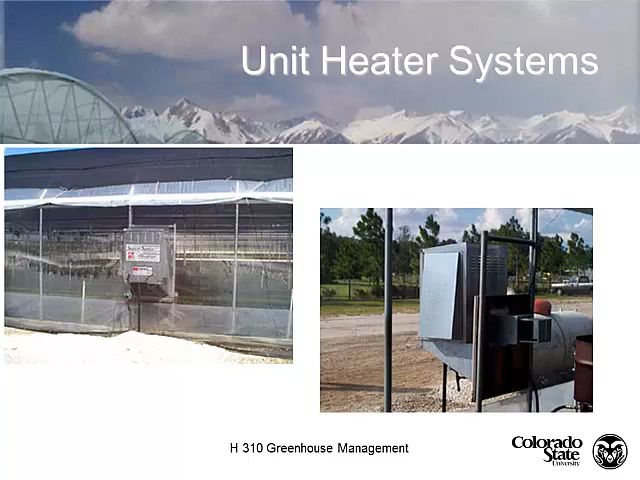 Unit Heater Systems
H 310 Greenhouse Management
Colorado
State
University